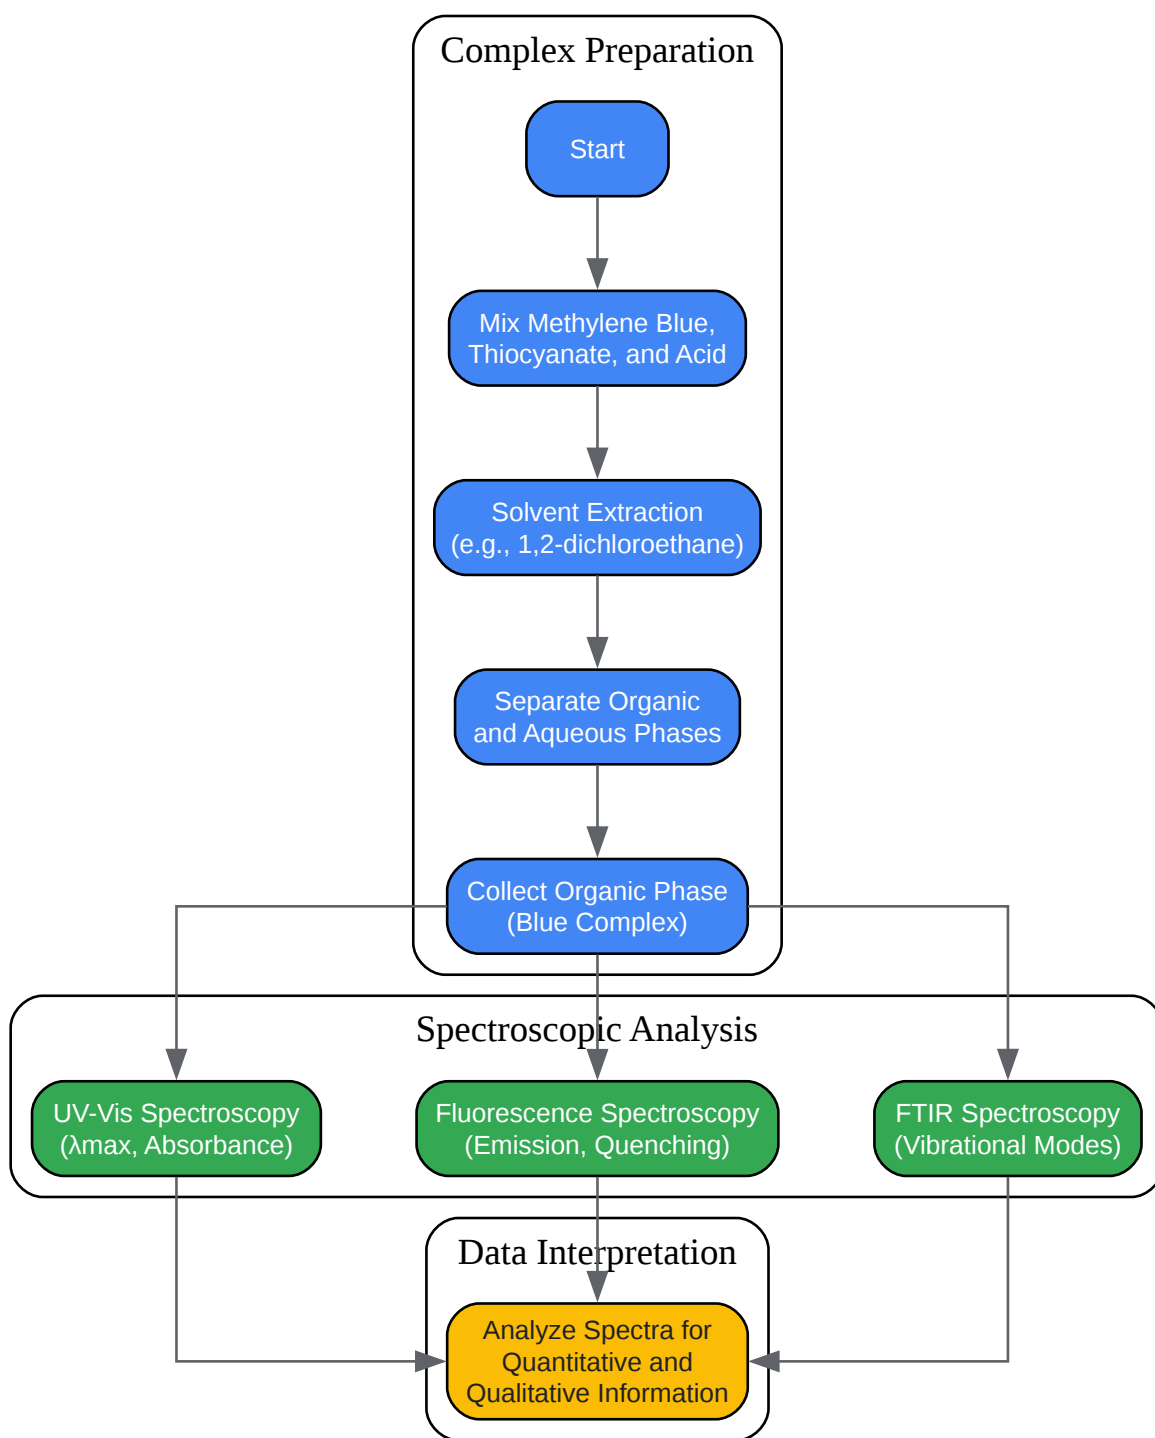 Complex Preparation
Start
Mix Methylene Blue,
Thiocyanate, and Acid
Solvent Extraction
(e.g., 1,2-dichloroethane)
Separate Organic
and Aqueous Phases
Collect Organic Phase
(Blue Complex)
Spectroscopic Analysis
UV-Vis Spectroscopy
(λmax, Absorbance)
Fluorescence Spectroscopy
(Emission, Quenching)
FTIR Spectroscopy
(Vibrational Modes)
Data Interpretation
Analyze Spectra for
Quantitative and
Qualitative Information